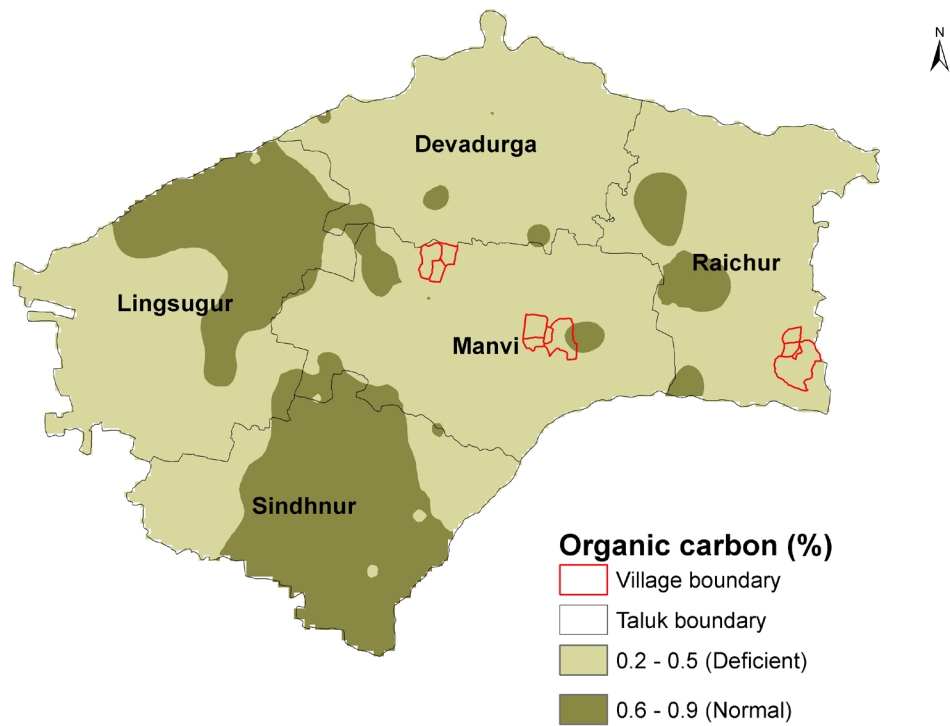 N
Devadurga
Raichur
Lingsugur
Manvi
Sindhnur
Organic carbon (%)
Village boundary
Taluk boundary
0.2 - 0.5 (Deficient)
0.6 - 0.9 (Normal)